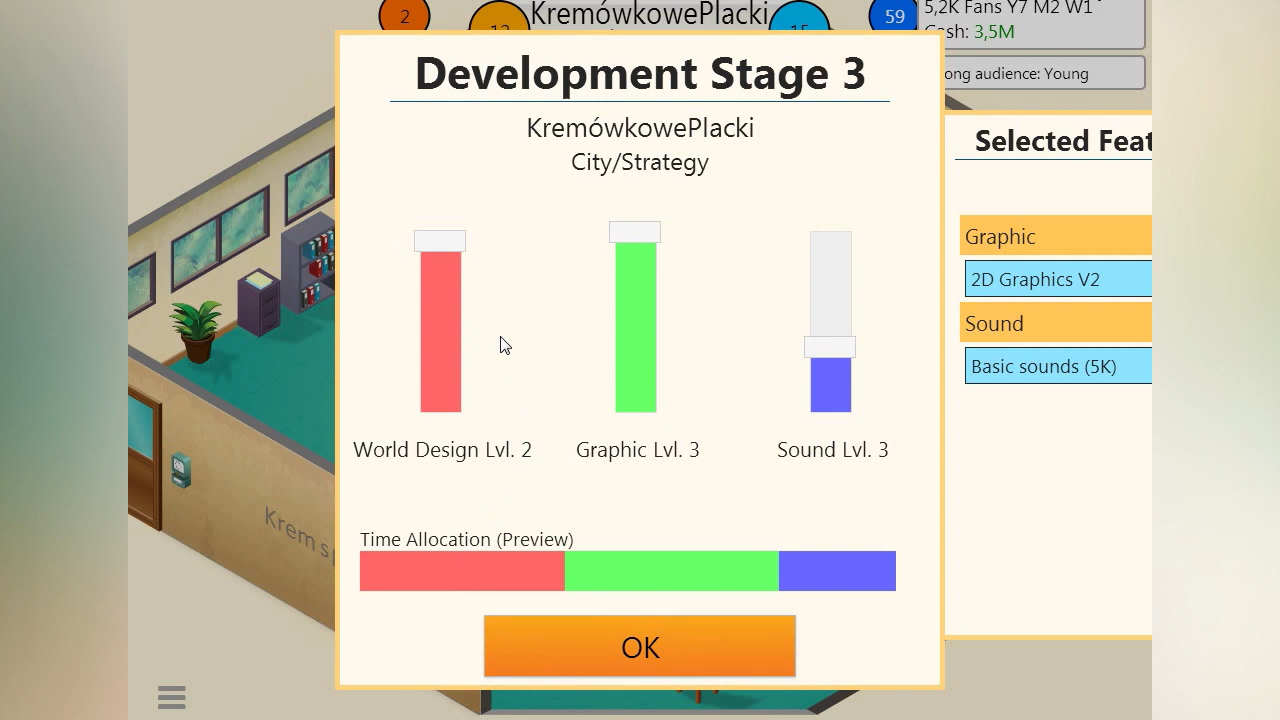 2
KremówkowePlacki
59
5,2K Fans Y7 M2 W1
Cash: 3,5M
ong audience: Young
Development Stage 3
KremówkowePlacki
City/Strategy
Selected Feat
Graphic
2D Graphics V2
Sound
Basic sounds (5K)
World Design Lvl. 2
Graphic Lvl. 3
Sound Lvl. 3
Krem s
Time Allocation (Preview)
OK